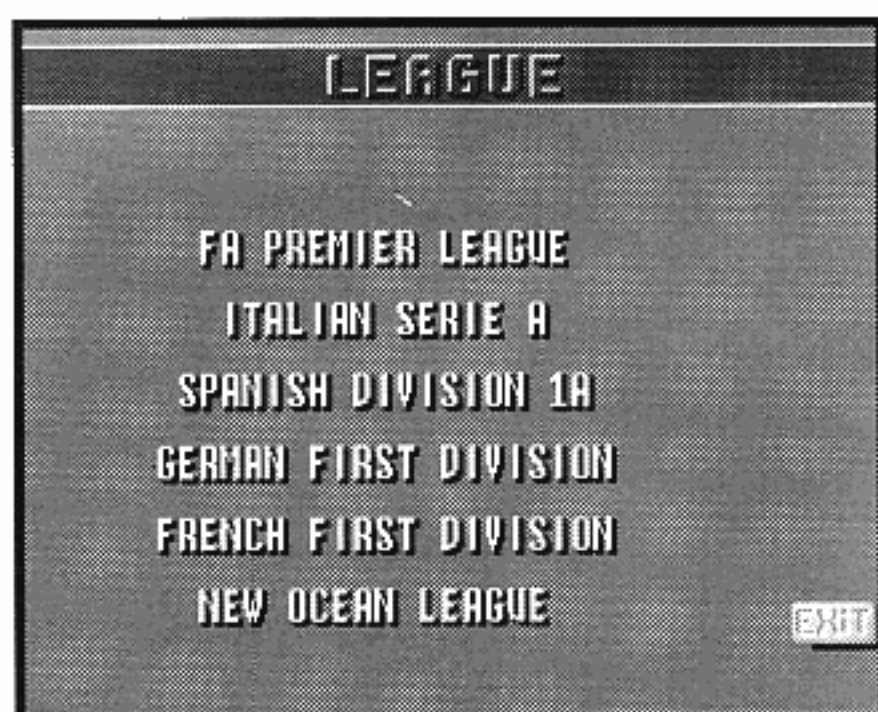 LEAGUE
FA PREMIER LEAGUE
ITALIAN SERIE A
SPANISH DIVISION 1A
GERMAN FIRST DIVISION
FRENCH FIRST DIVISION
NEW OCEAN LEAGUE
EXiT